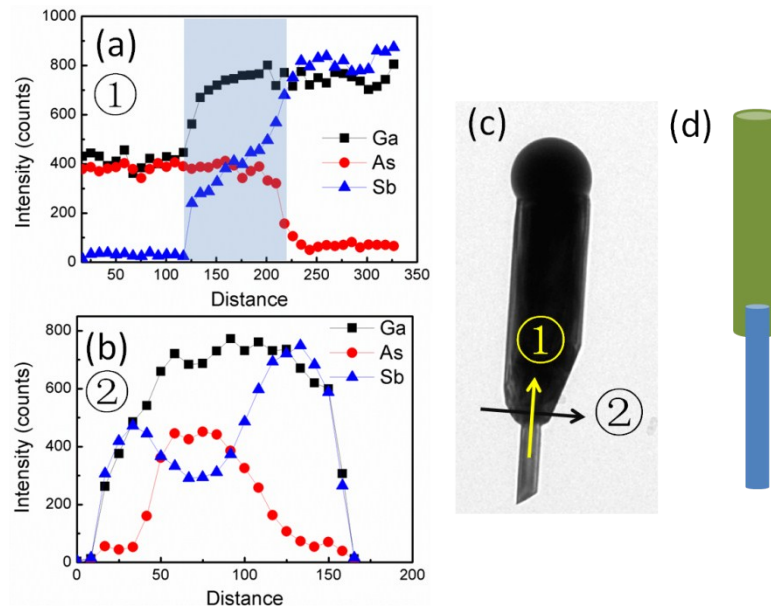 (a)
①
Intensity (counts)
1000
800
600
400
200
0
Ga
As
Sb
50 100 150 200 250 300 350
Distance
(b)
②
Intensity (counts)
800
600
400
200
0
Ga
As
Sb
0 50 100 150 200
Distance
(c)
①
②
(d)